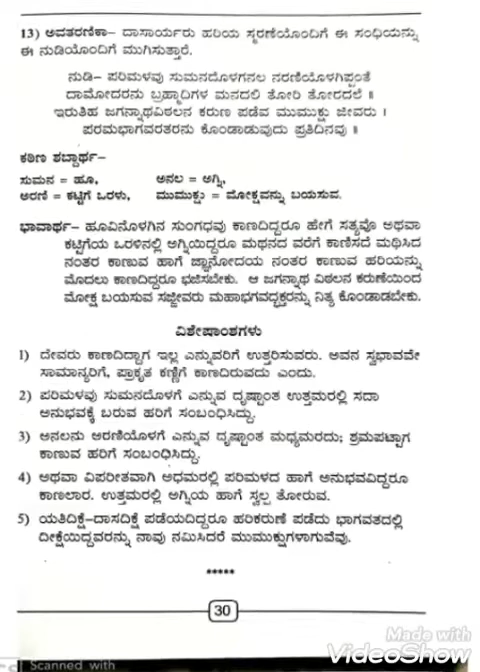 13) ಅವತರಣಿಕಾ– ದಾಸಾರ್ಯರು ಹರಿಯ ಸ್ಮರಣೆಯೊಂದಿಗೆ ಈ ಸಂಧಿಯನ್ನು
ಈ ನುಡಿಯೊಂದಿಗೆ ಮುಗಿಸುತ್ತಾರೆ.
ನುಡಿ– ಪರಿಮಳವು ಸುಮನದೊಳಗನಲ ನರಣಿಯೊಳಗಿಪ್ಪಂತೆ
ದಾಮೋದರನು ಬ್ರಹ್ಮಾದಿಗಳ ಮನದಲಿ ತೋರಿ ತೋರದಲೆ ||
ಇರುತಿಹ ಜಗನ್ನಾಥವಿಠಲನ ಕರುಣ ಪಡೆವ ಮುಮುಕ್ಷು ಜೀವರು |
ಪರಮಭಾಗವರತರನು ಕೊಂಡಾಡುವುದು ಪ್ರತಿದಿನವು ||
ಕಠಿಣ ಶಬ್ದಾರ್ಥ–
ಸುಮನ = ಹೂ, ಅನಲ = ಅಗ್ನಿ,
ಅರಣಿ = ಕಟ್ಟಿಗೆ ಒರಳು, ಮುಮುಕ್ಷು = ಮೋಕ್ಷವನ್ನು ಬಯಸುವ.
ಭಾವಾರ್ಥ– ಹೂವಿನೊಳಗಿನ ಸುಂಗಧವು ಕಾಣದಿದ್ದರೂ ಹೇಗೆ ಸತ್ಯವೊ ಅಥವಾ
ಕಟ್ಟಿಗೆಯ ಒರಳಿನಲ್ಲಿ ಅಗ್ನಿಯಿದ್ದರೂ ಮಥನದ ವರೆಗೆ ಕಾಣಿಸದೆ ಮಥಿಸಿದ
ನಂತರ ಕಾಣುವ ಹಾಗೆ ಜ್ಞಾನೋದಯ ನಂತರ ಕಾಣುವ ಹರಿಯನ್ನು
ಮೊದಲು ಕಾಣದಿದ್ದರೂ ಭಜಿಸಬೇಕು. ಆ ಜಗನ್ನಾಥ ವಿಠಲನ ಕರುಣೆಯಿಂದ
ಮೋಕ್ಷ ಬಯಸುವ ಸಜ್ಜೀವರು ಮಹಾಭಗವದ್ಭಕ್ತರನ್ನು ನಿತ್ಯ ಕೊಂಡಾಡಬೇಕು.
ವಿಶೇಷಾಂಶಗಳು
1) ದೇವರು ಕಾಣದಿದ್ದಾಗ ಇಲ್ಲ ಎನ್ನುವರಿಗೆ ಉತ್ತರಿಸುವರು. ಅವನ ಸ್ವಭಾವವೇ
ಸಾಮಾನ್ಯರಿಗೆ, ಪ್ರಾಕೃತ ಕಣ್ಣಿಗೆ ಕಾಣದಿರುವದು ಎಂದು.
2) ಪರಿಮಳವು ಸುಮನದೊಳಗೆ ಎನ್ನುವ ದೃಷ್ಟಾಂತ ಉತ್ತಮರಲ್ಲಿ ಸದಾ
ಅನುಭವಕ್ಕೆ ಬರುವ ಹರಿಗೆ ಸಂಬಂಧಿಸಿದ್ದು.
3) ಅನಲನು ಅರಣಿಯೊಳಗೆ ಎನ್ನುವ ದೃಷ್ಟಾಂತ ಮಧ್ಯಮರದು; ಶ್ರಮಪಟ್ಟಾಗ
ಕಾಣುವ ಹರಿಗೆ ಸಂಬಂಧಿಸಿದ್ದು.
4) ಅಥವಾ ವಿಪರೀತವಾಗಿ ಅಧಮರಲ್ಲಿ ಪರಿಮಳದ ಹಾಗೆ ಅನುಭವವಿದ್ದರೂ
ಕಾಣಲಾರ. ಉತ್ತಮರಲ್ಲಿ ಅಗ್ನಿಯ ಹಾಗೆ ಸ್ವಲ್ಪ ತೋರುವ.
5) ಯತಿದಿಕ್ಷೆ–ದಾಸದಿಕ್ಷೆ ಪಡೆಯದಿದ್ದರೂ ಹರಿಕರುಣೆ ಪಡೆದು ಭಾಗವತದಲ್ಲಿ
ದೀಕ್ಷೆಯಿದ್ದವರನ್ನು ನಾವು ನಮಿಸಿದರೆ ಮುಮುಕ್ಷುಗಳಾಗುವೆವು.
*****
30
Made with
VideoShow
CS Scanned with